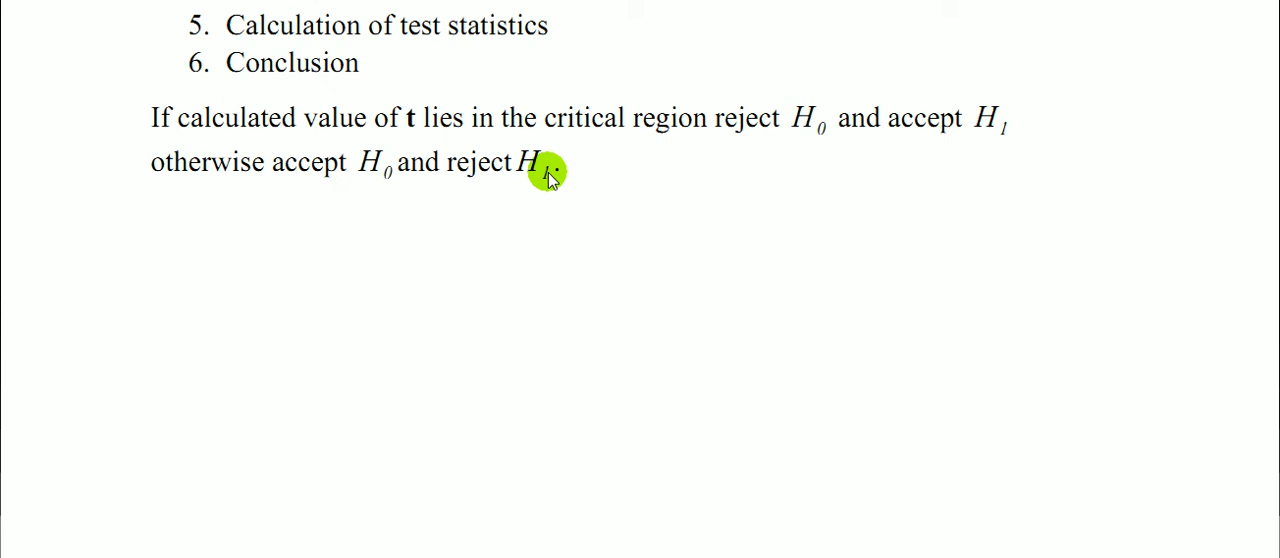 5. Calculation of test statistics
6. Conclusion
If calculated value of t lies in the critical region reject H₀ and accept H₁
otherwise accept H₀ and reject H₁.